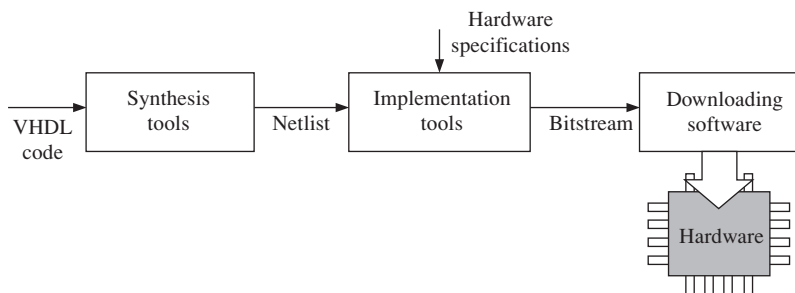 Hardware
specifications
Synthesis
tools
Implementation
tools
Downloading
software
VHDL
code
Netlist
Bitstream
Hardware